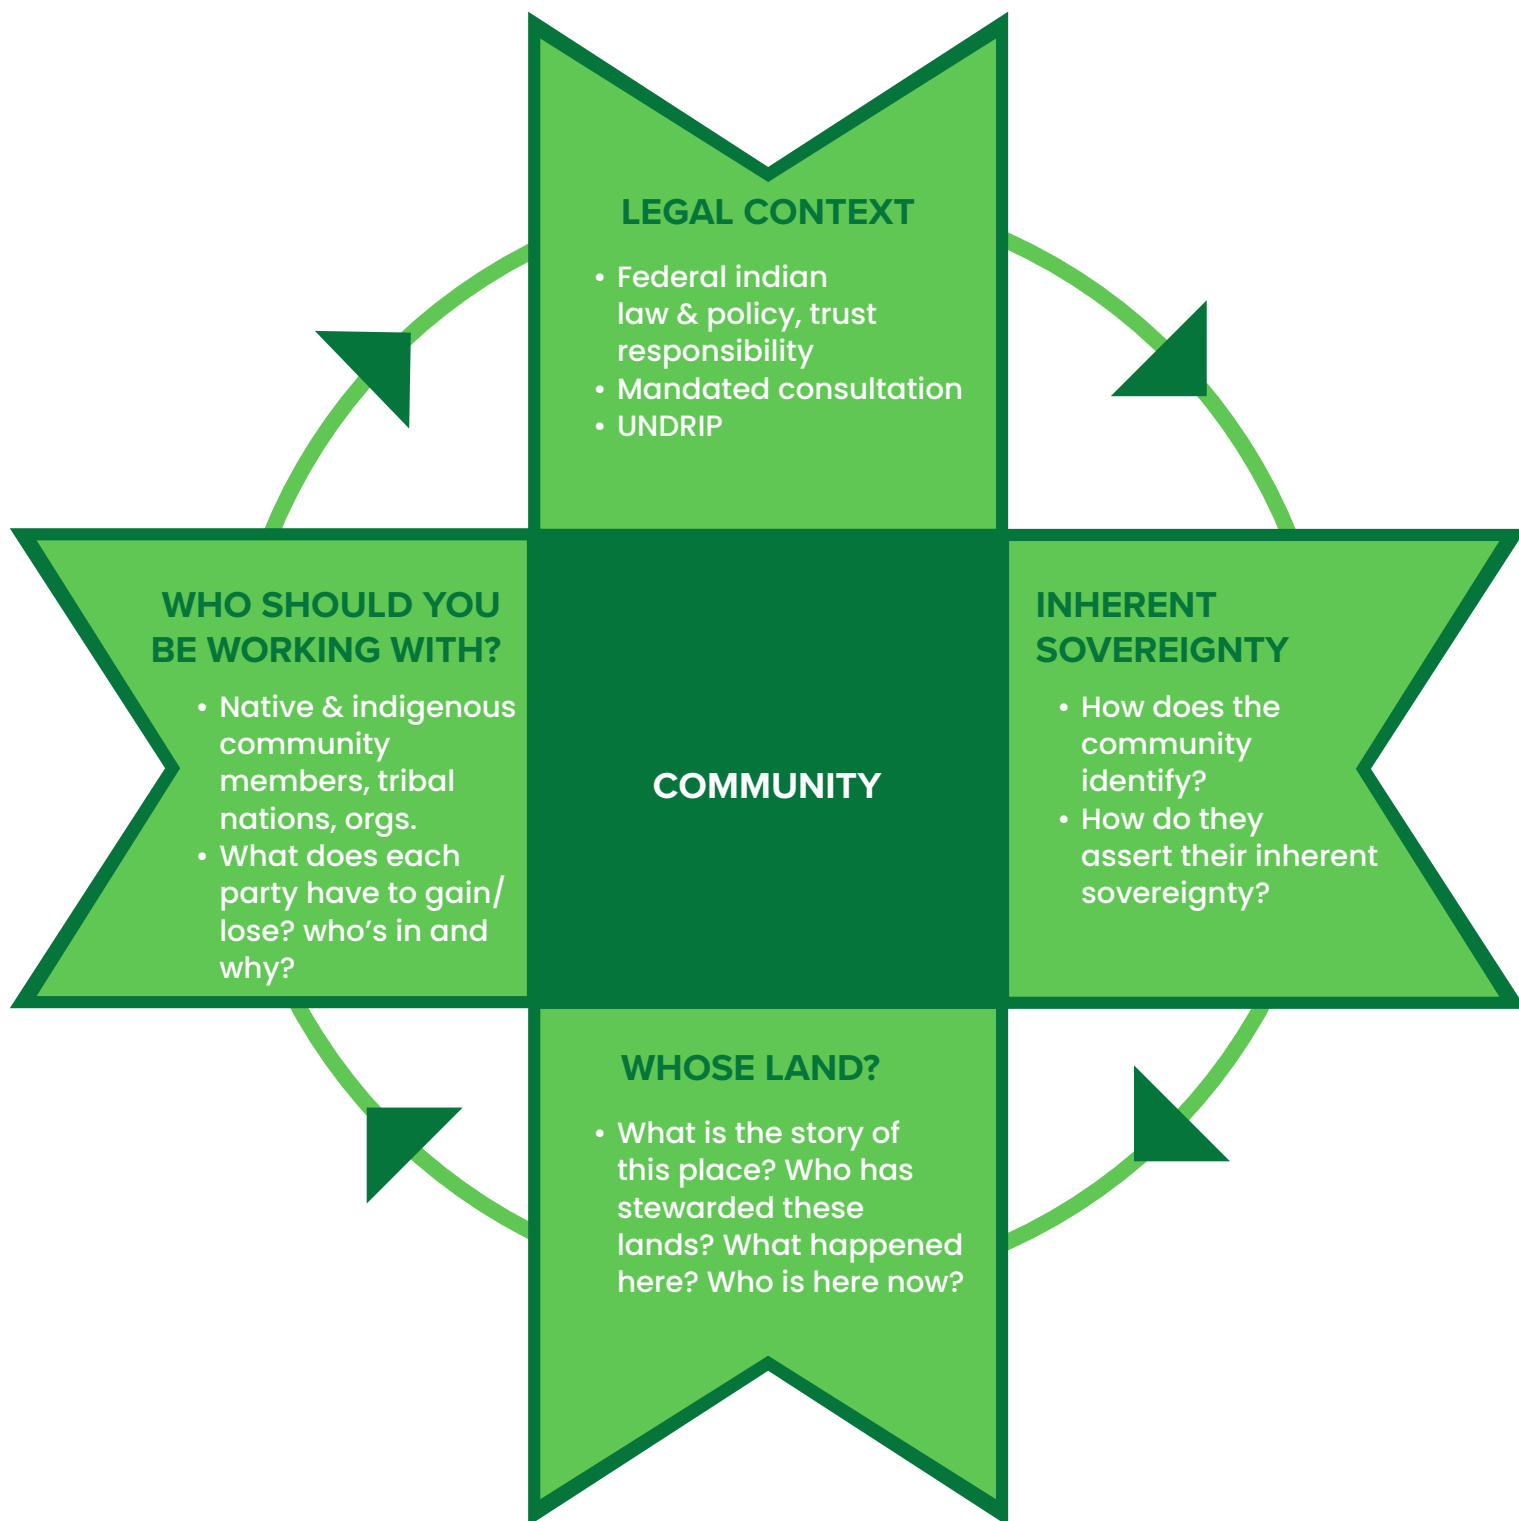 LEGAL CONTEXT
• Federal indian
law & policy, trust
responsibility
• Mandated consultation
• UNDRIP
WHO SHOULD YOU
BE WORKING WITH?
• Native & indigenous
community
members, tribal
nations, orgs.
• What does each
party have to gain/
lose? who’s in and
why?
COMMUNITY
INHERENT
SOVEREIGNTY
• How does the
community
identify?
• How do they
assert their inherent
sovereignty?
WHOSE LAND?
• What is the story of
this place? Who has
stewarded these
lands? What happened
here? Who is here now?